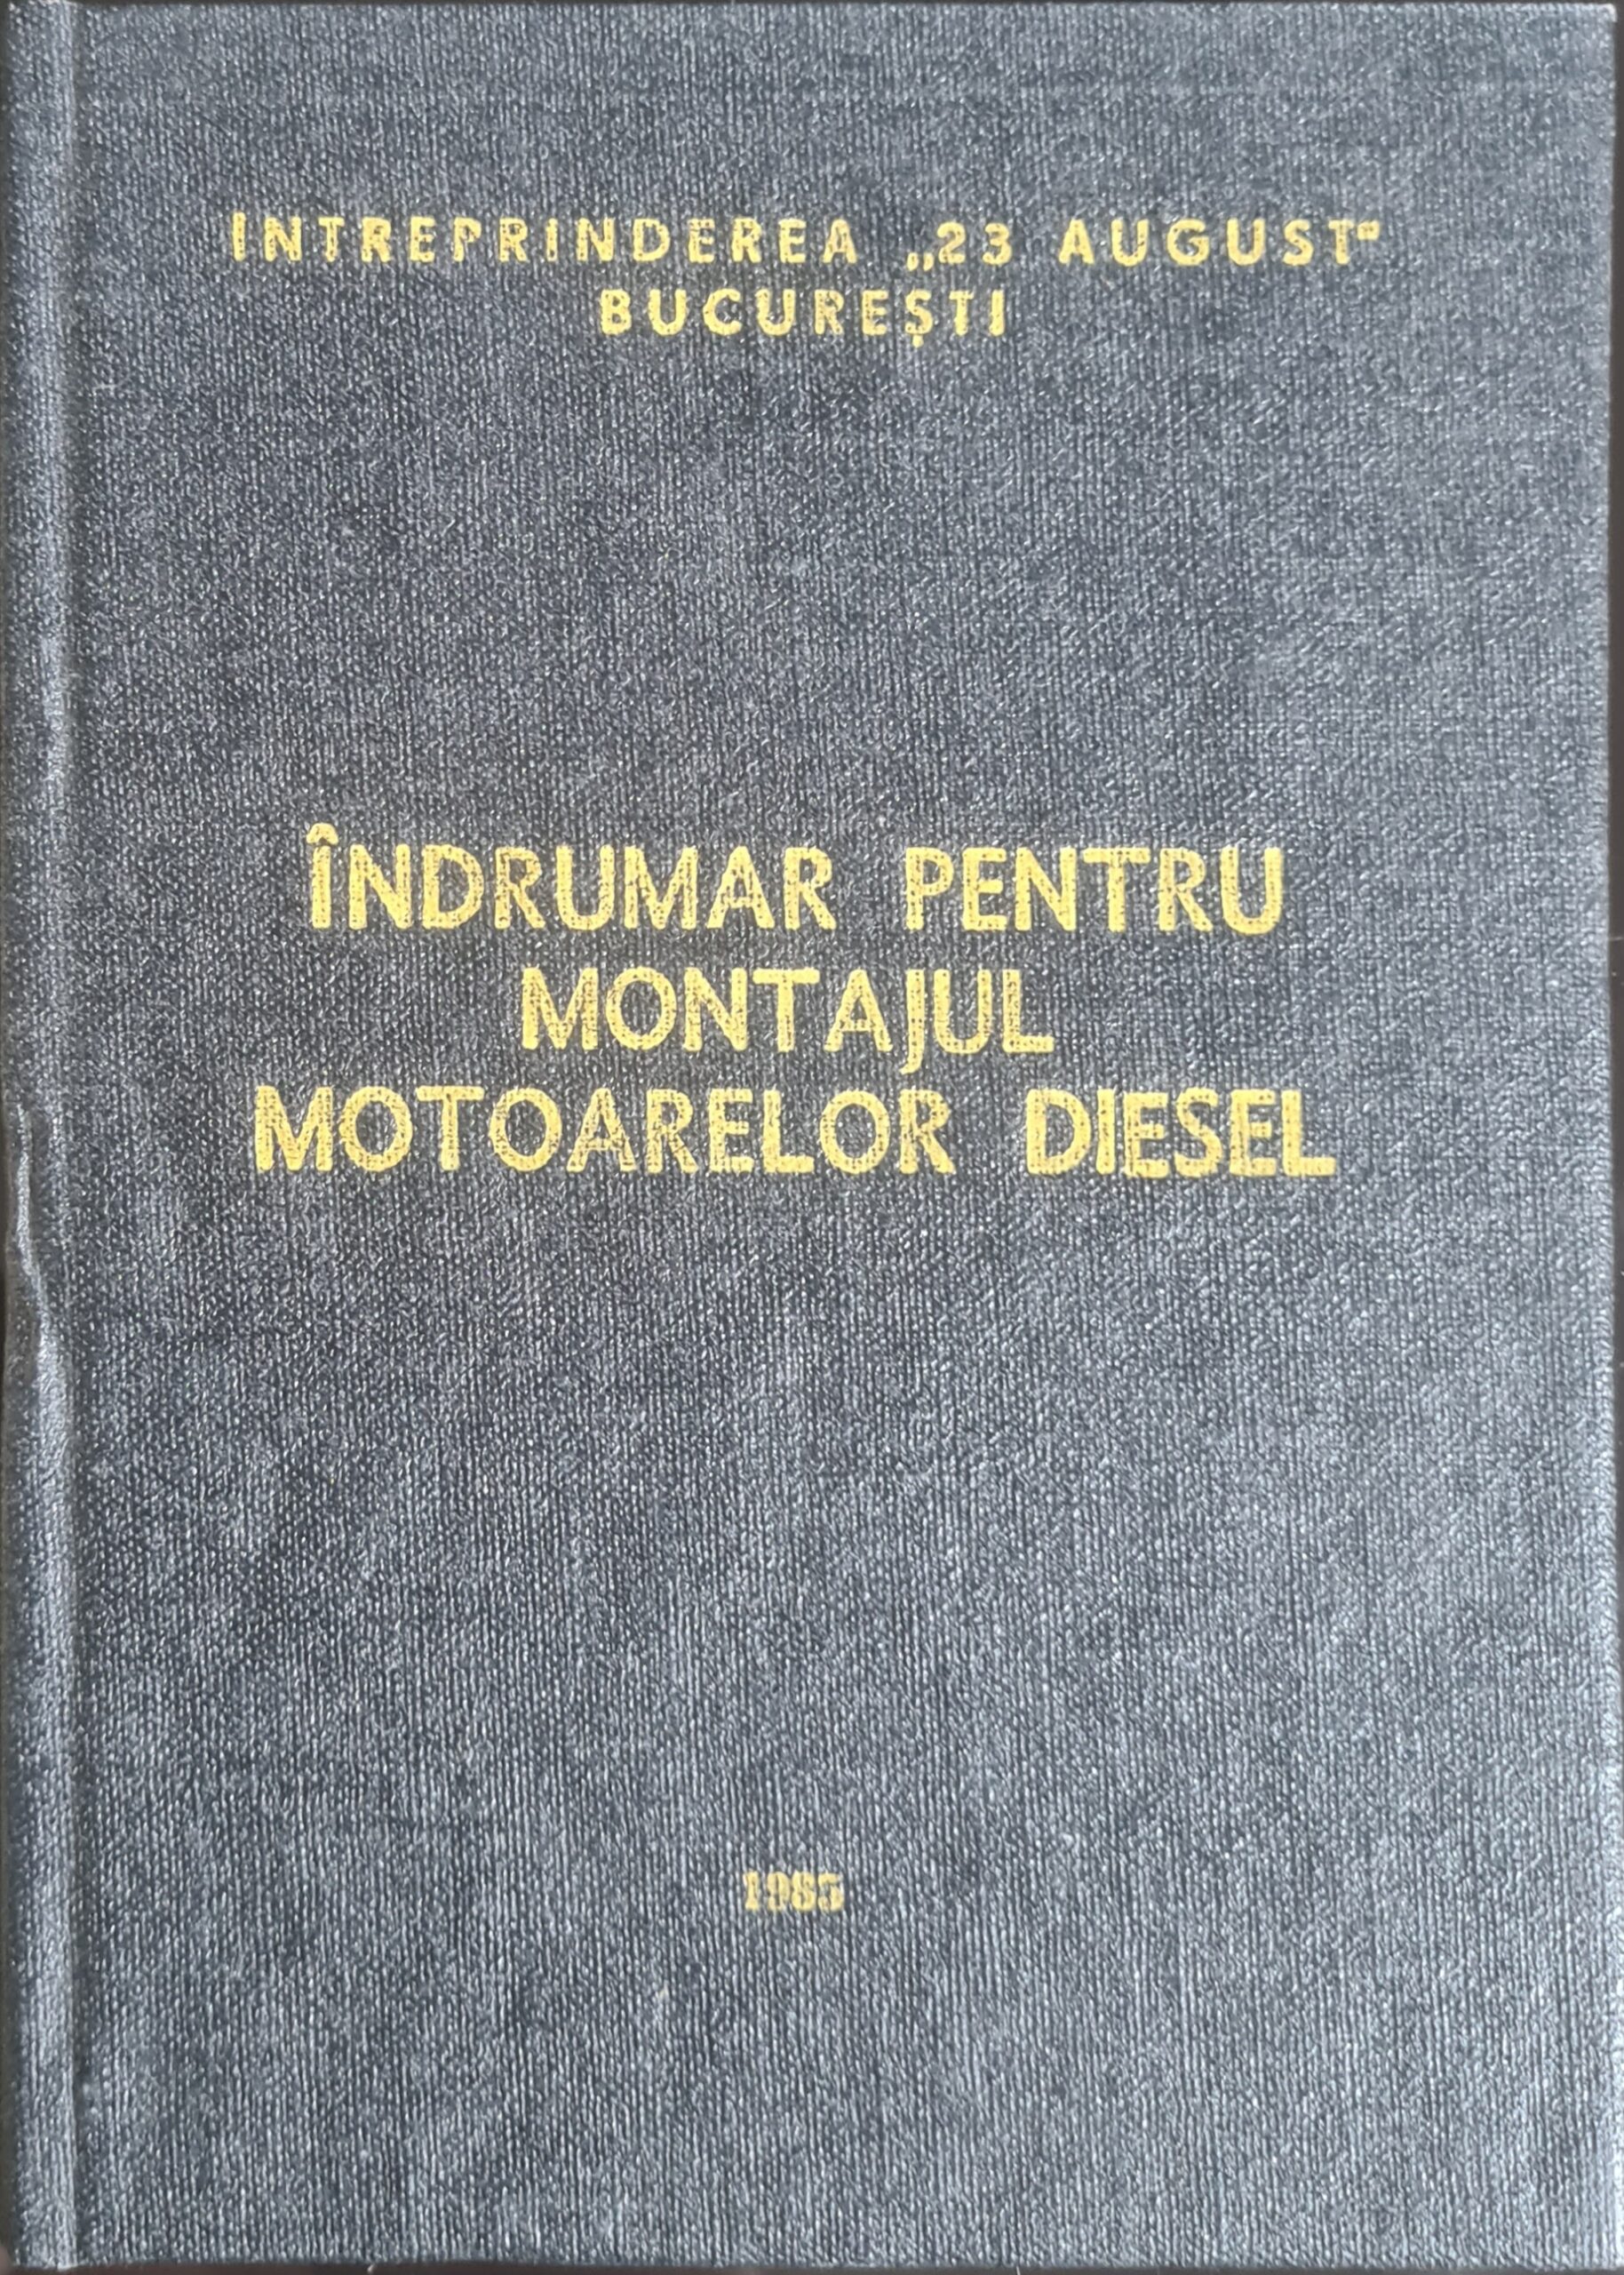 INTREPRINDEREA „23 AUGUST“
BUCUREȘTI
ÎNDRUMAR PENTRU
MONTAJUL
MOTOARELOR DIESEL
1985